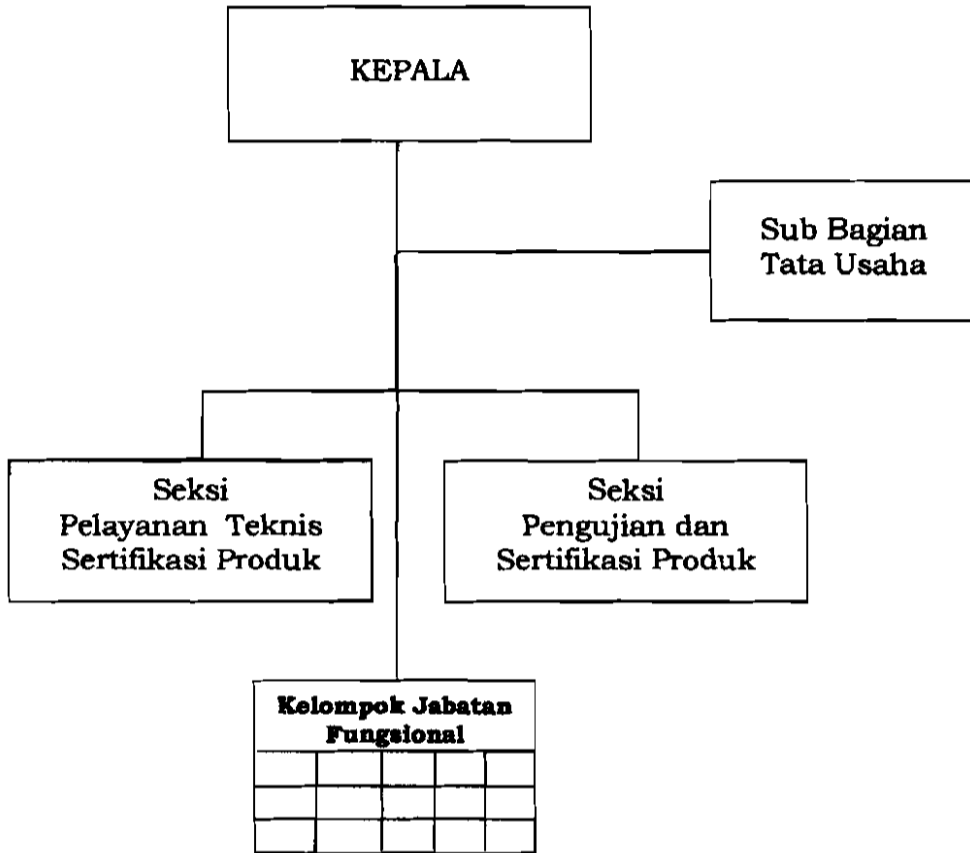 KEPALA
Sub Bagian
Tata Usaha
Seksi
Pelayanan Teknis
Sertifikasi Produk
Seksi
Pengujian dan
Sertifikasi Produk
Kelompok Jabatan
Fungsional